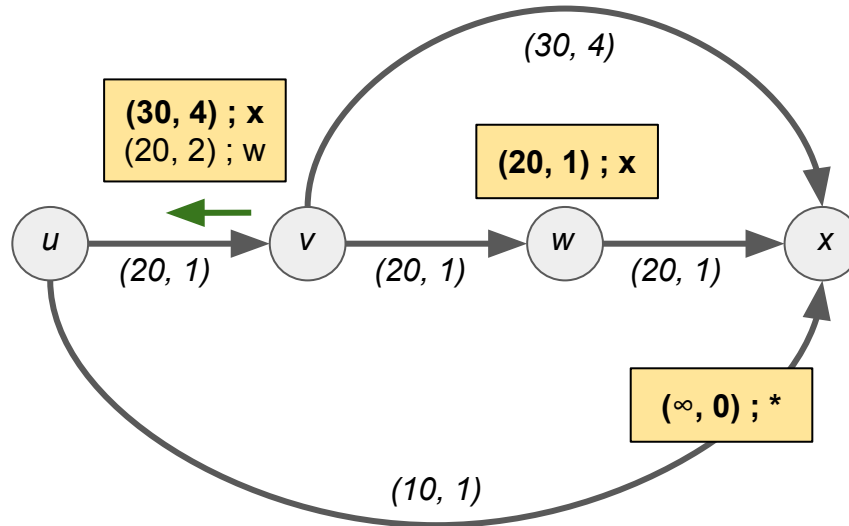 (30, 4)
(30, 4) ; x
(20, 2) ; w
(20, 1) ; x
u
v
w
x
(20, 1)
(20, 1)
(20, 1)
(∞, 0) ; *
(10, 1)